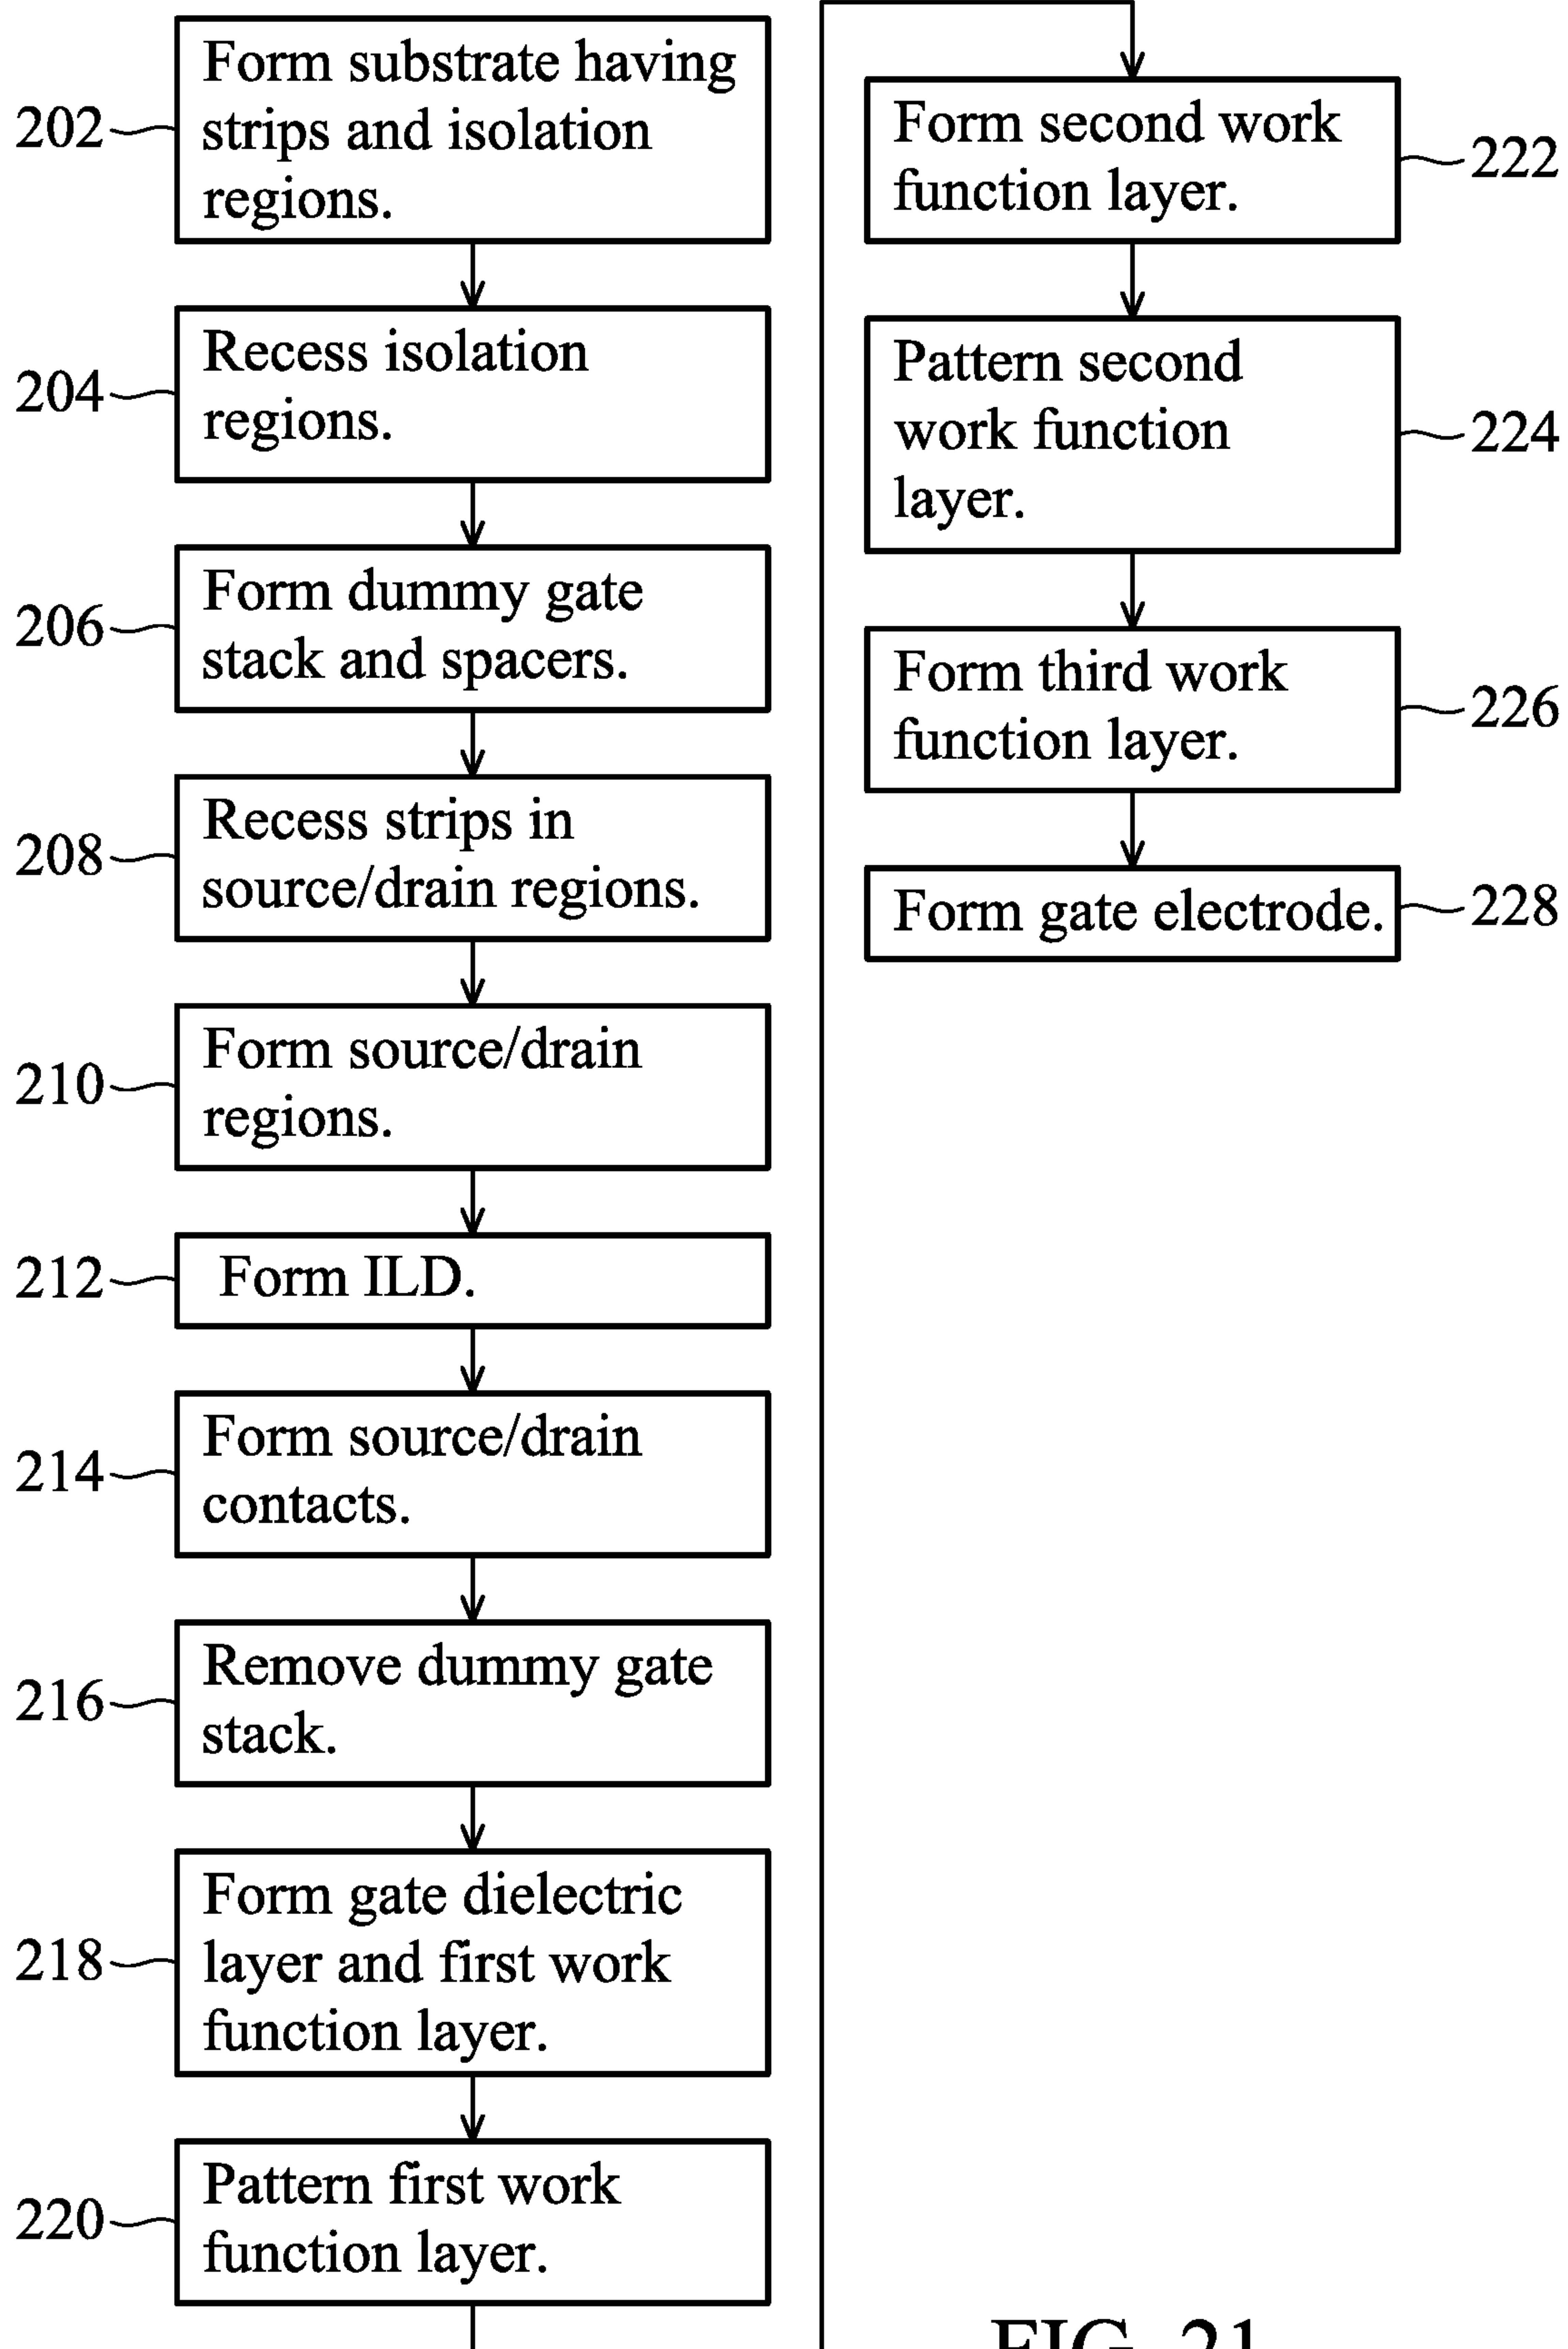 202
Form substrate having
strips and isolation
regions.
204
Recess isolation
regions.
206
Form dummy gate
stack and spacers.
208
Recess strips in
source/drain regions.
210
Form source/drain
regions.
212
Form ILD.
214
Form source/drain
contacts.
216
Remove dummy gate
stack.
218
Form gate dielectric
layer and first work
function layer.
220
Pattern first work
function layer.
Form second work
function layer.
222
Pattern second
work function
layer.
224
Form third work
function layer.
226
Form gate electrode.
228
FIG. 21